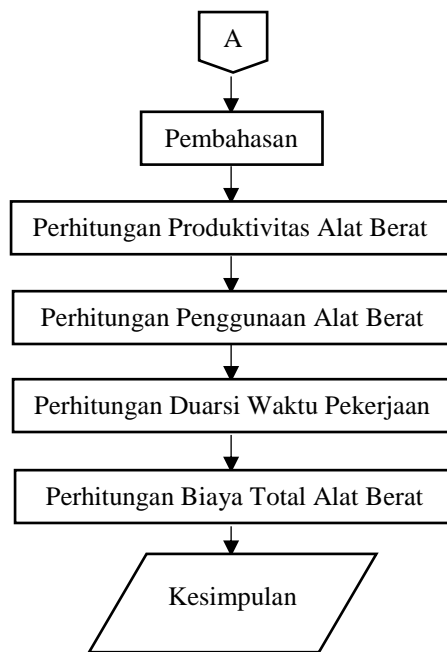 A
Pembahasan
Perhitungan Produktivitas Alat Berat
Perhitungan Penggunaan Alat Berat
Perhitungan Duarsi Waktu Pekerjaan
Perhitungan Biaya Total Alat Berat
Kesimpulan